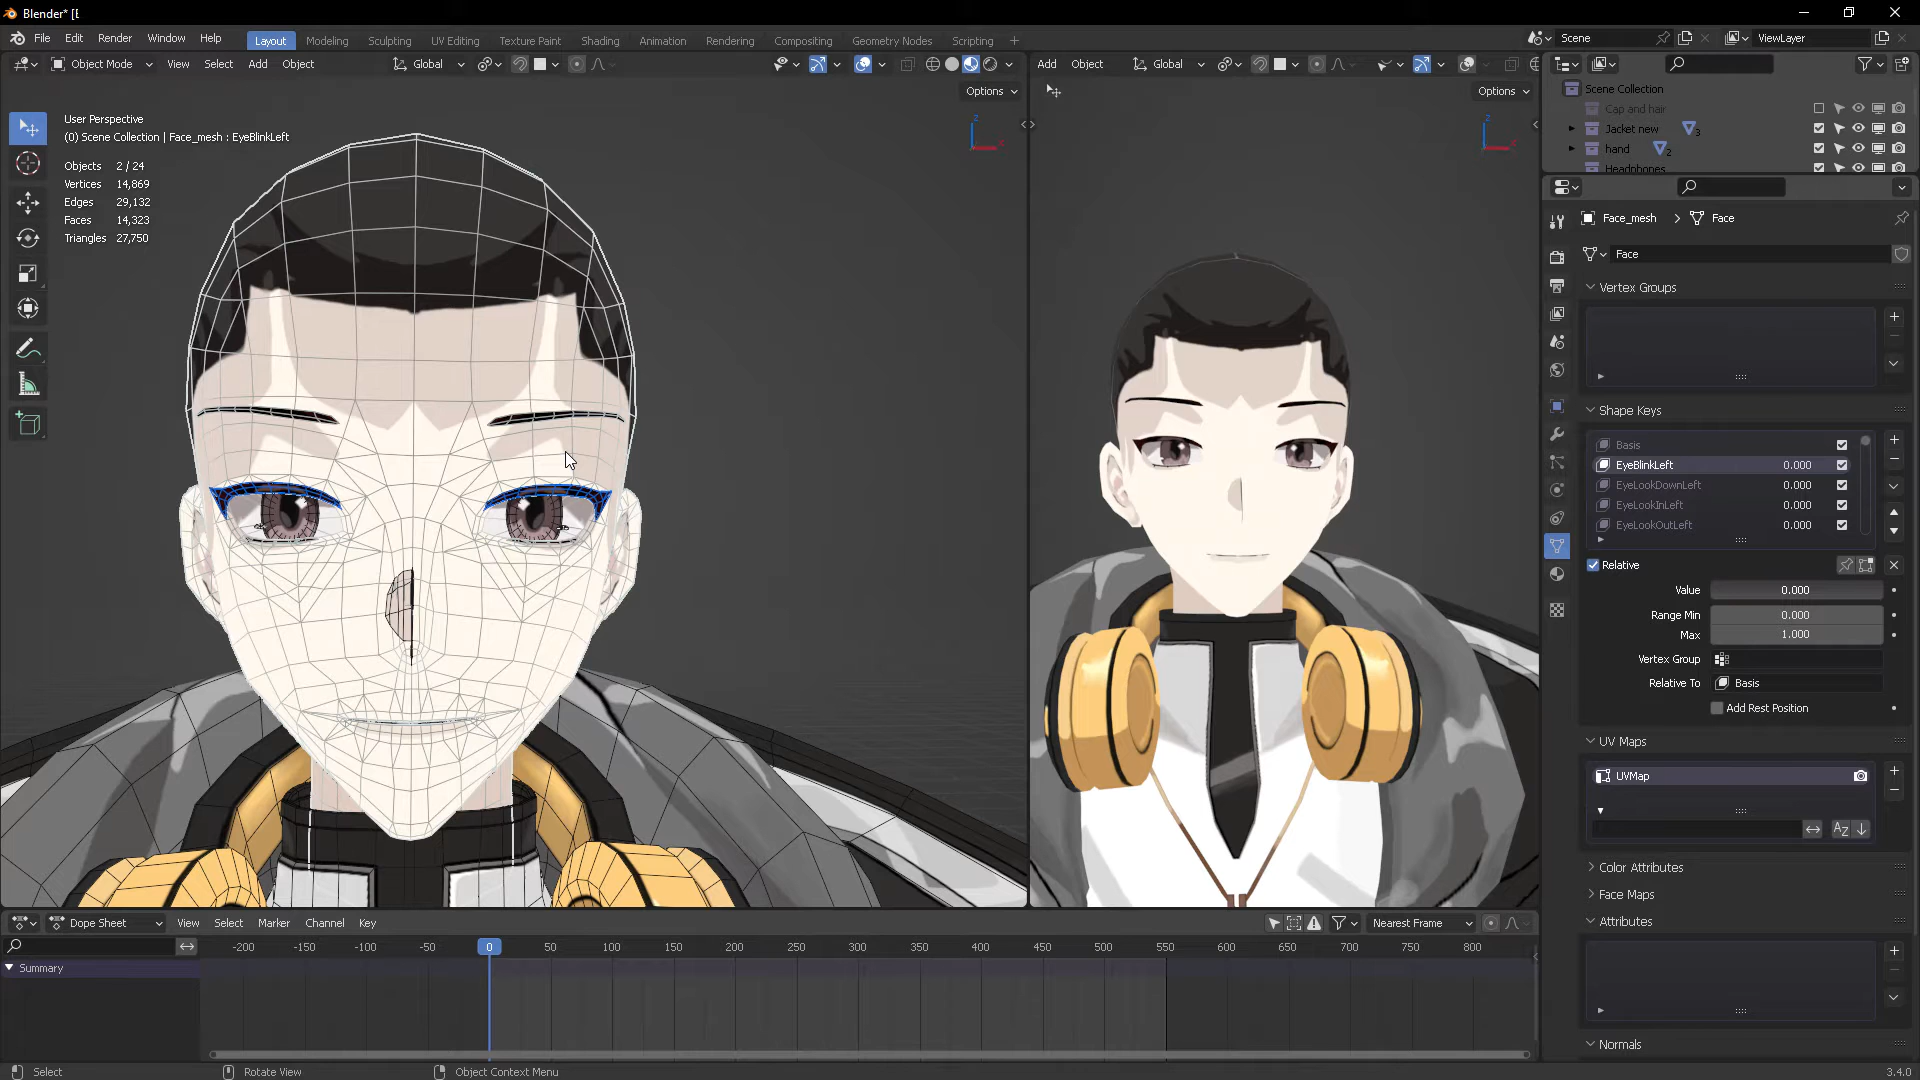 Blender* [E
File Edit Render Window Help
Layout Modeling Sculpting UV Editing Texture Paint Shading Animation Rendering Compositing Geometry Nodes Scripting
Scene
ViewLayer
Object Mode View Select Add Object Global
Add Object Global
Options
Options
User Perspective
(0) Scene Collection | Face_mesh : EyeBlinkLeft
Objects 2 / 24
Vertices 14,869
Edges 29,132
Faces 14,323
Triangles 27,750
Z
X
Z
X
Scene Collection
Cap and hair
Jacket new 3
hand 2
Headphones
Face_mesh > Face
Face
Vertex Groups
Shape Keys
Basis
EyeBlinkLeft 0.000
EyeLookDownLeft 0.000
EyeLookInLeft 0.000
EyeLookOutLeft 0.000
Relative
Value 0.000
Range Min 0.000
Max 1.000
Vertex Group
Relative To Basis
Add Rest Position
UV Maps
UVMap
AZ
Color Attributes
Face Maps
Attributes
Normals
Dope Sheet View Select Marker Channel Key
Nearest Frame
-200 -150 -100 -50 0 50 100 150 200 250 300 350 400 450 500 550 600 650 700 750 800
Summary
Select Rotate View Object Context Menu
3.4.0